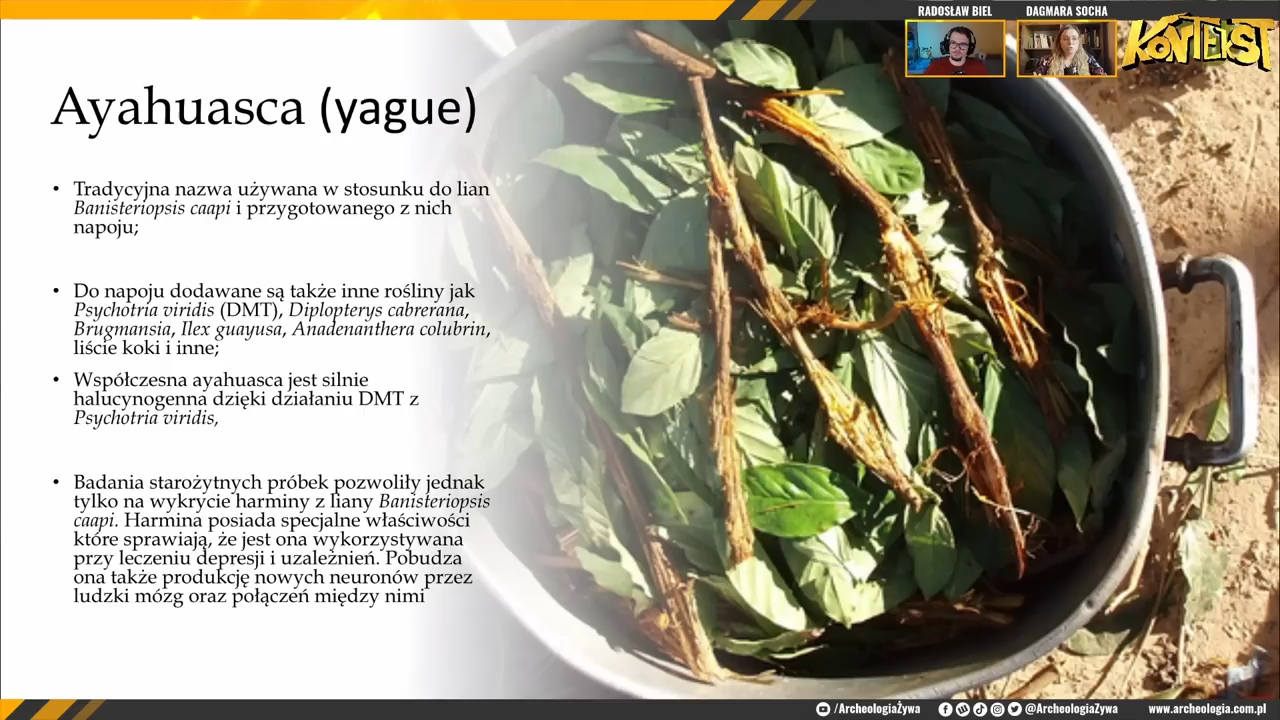 RADOSŁAW BIEL
DAGMARA SOCHA
KONTEKST
Ayahuasca (yague)
• Tradycyjna nazwa używana w stosunku do lian
Banisteriopsis caapi i przygotowanego z nich
napoju;
• Do napoju dodawane są także inne rośliny jak
Psychotria viridis (DMT), Diplopterys cabrerana,
Brugmansia, Ilex guayusa, Anadenanthera colubrin,
liście koki i inne;
• Współczesna ayahuasca jest silnie
halucynogenna dzięki działaniu DMT z
Psychotria viridis,
• Badania starożytnych próbek pozwoliły jednak
tylko na wykrycie harminy z liany Banisteriopsis
caapi. Harmina posiada specjalne właściwości
które sprawiają, że jest ona wykorzystywana
przy leczeniu depresji i uzależnień. Pobudza
ona także produkcję nowych neuronów przez
ludzki mózg oraz połączeń między nimi
/ArcheologiaŻywa
@ArcheologiaZywa
www.archeologia.com.pl